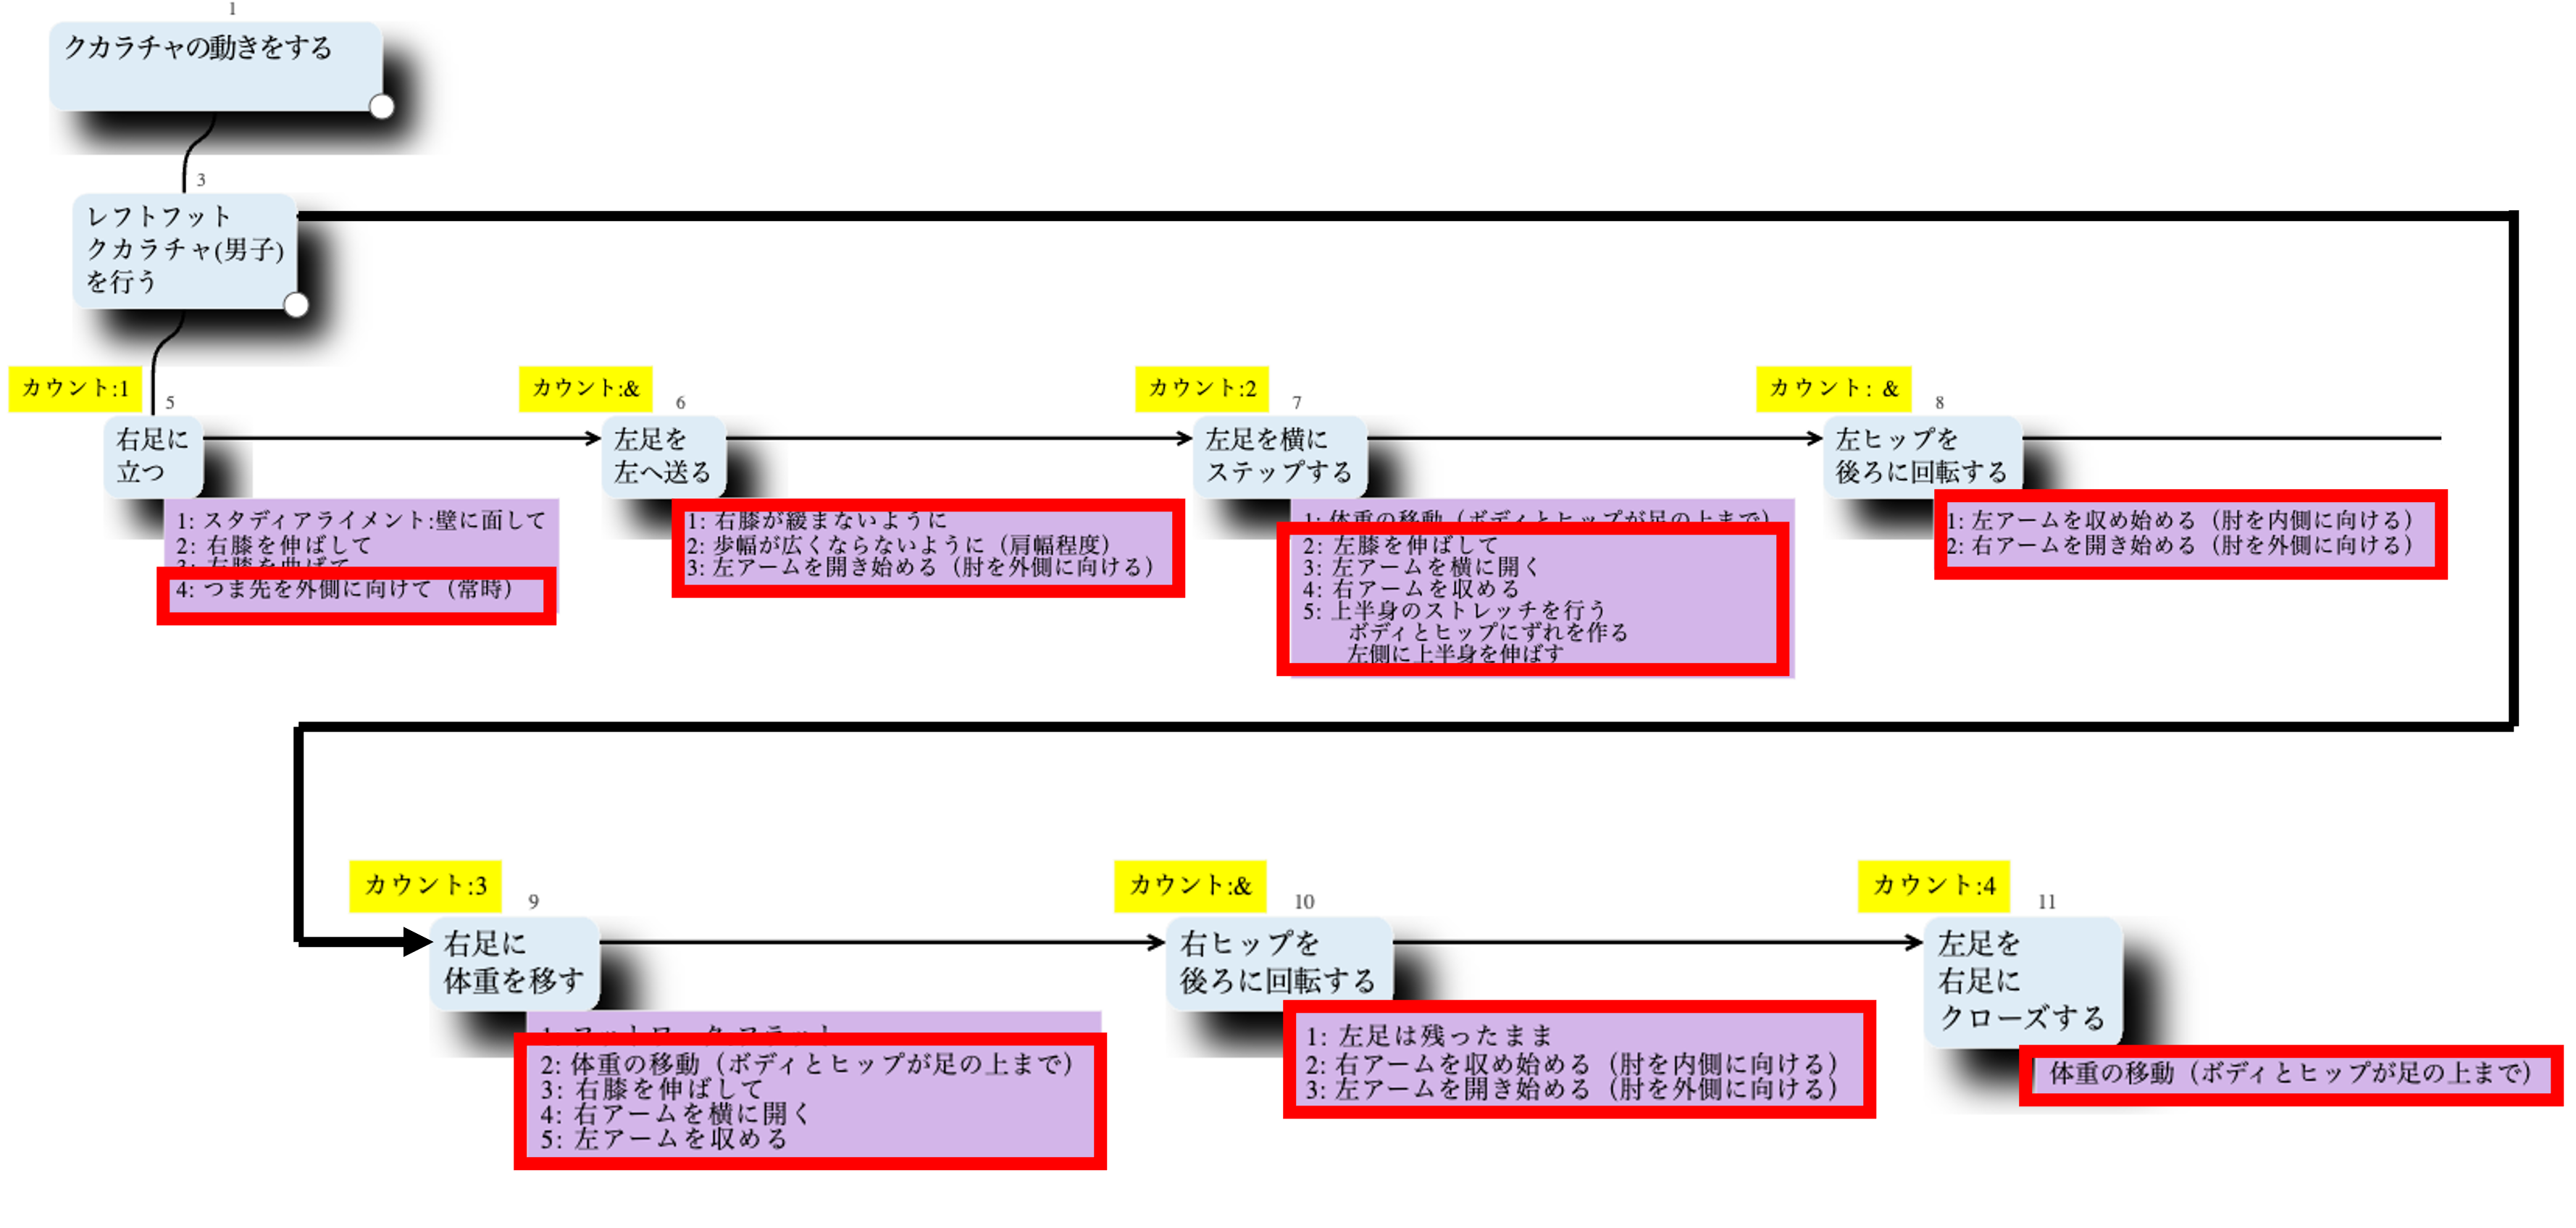 1
クカラチャの動きをする
3
レフトフット
クカラチャ(男子)
を行う
カウント:1
5
右足に
立つ
1: スタディアライメント:壁に面して
2: 右膝を伸ばして
3: 左膝を曲げて
4: つま先を外側に向けて（常時）
カウント:&
6
左足を
左へ送る
1: 右膝が緩まないように
2: 歩幅が広くならないように（肩幅程度）
3: 左アームを開き始める（肘を外側に向ける）
カウント:2
7
左足を横に
ステップする
1: 体重の移動（ボディとヒップが足の上まで）
2: 左膝を伸ばして
3: 左アームを横に開く
4: 右アームを収める
5: 上半身のストレッチを行う
ボディとヒップにずれを作る
左側に上半身を伸ばす
カウント: &
8
左ヒップを
後ろに回転する
1: 左アームを収め始める（肘を内側に向ける）
2: 右アームを開き始める（肘を外側に向ける）
カウント:3
9
右足に
体重を移す
2: 体重の移動（ボディとヒップが足の上まで）
3: 右膝を伸ばして
4: 右アームを横に開く
5: 左アームを収める
カウント:&
10
右ヒップを
後ろに回転する
1: 左足は残ったまま
2: 右アームを収め始める（肘を内側に向ける）
3: 左アームを開き始める（肘を外側に向ける）
カウント:4
11
左足を
右足に
クローズする
体重の移動（ボディとヒップが足の上まで）